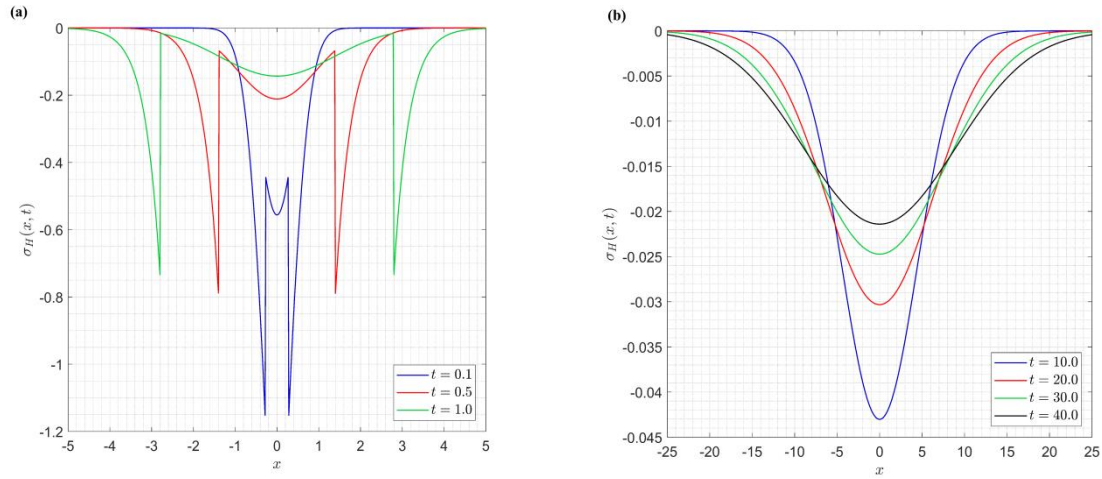 (a)
0
-0.2
-0.4
-0.6
-0.8
-1
-1.2
σ_H(x, t)
-5 -4 -3 -2 -1 0 1 2 3 4 5
x
t = 0.1
t = 0.5
t = 1.0
(b)
0
-0.005
-0.01
-0.015
-0.02
-0.025
-0.03
-0.035
-0.04
-0.045
σ_H(x, t)
-25 -20 -15 -10 -5 0 5 10 15 20 25
x
t = 10.0
t = 20.0
t = 30.0
t = 40.0